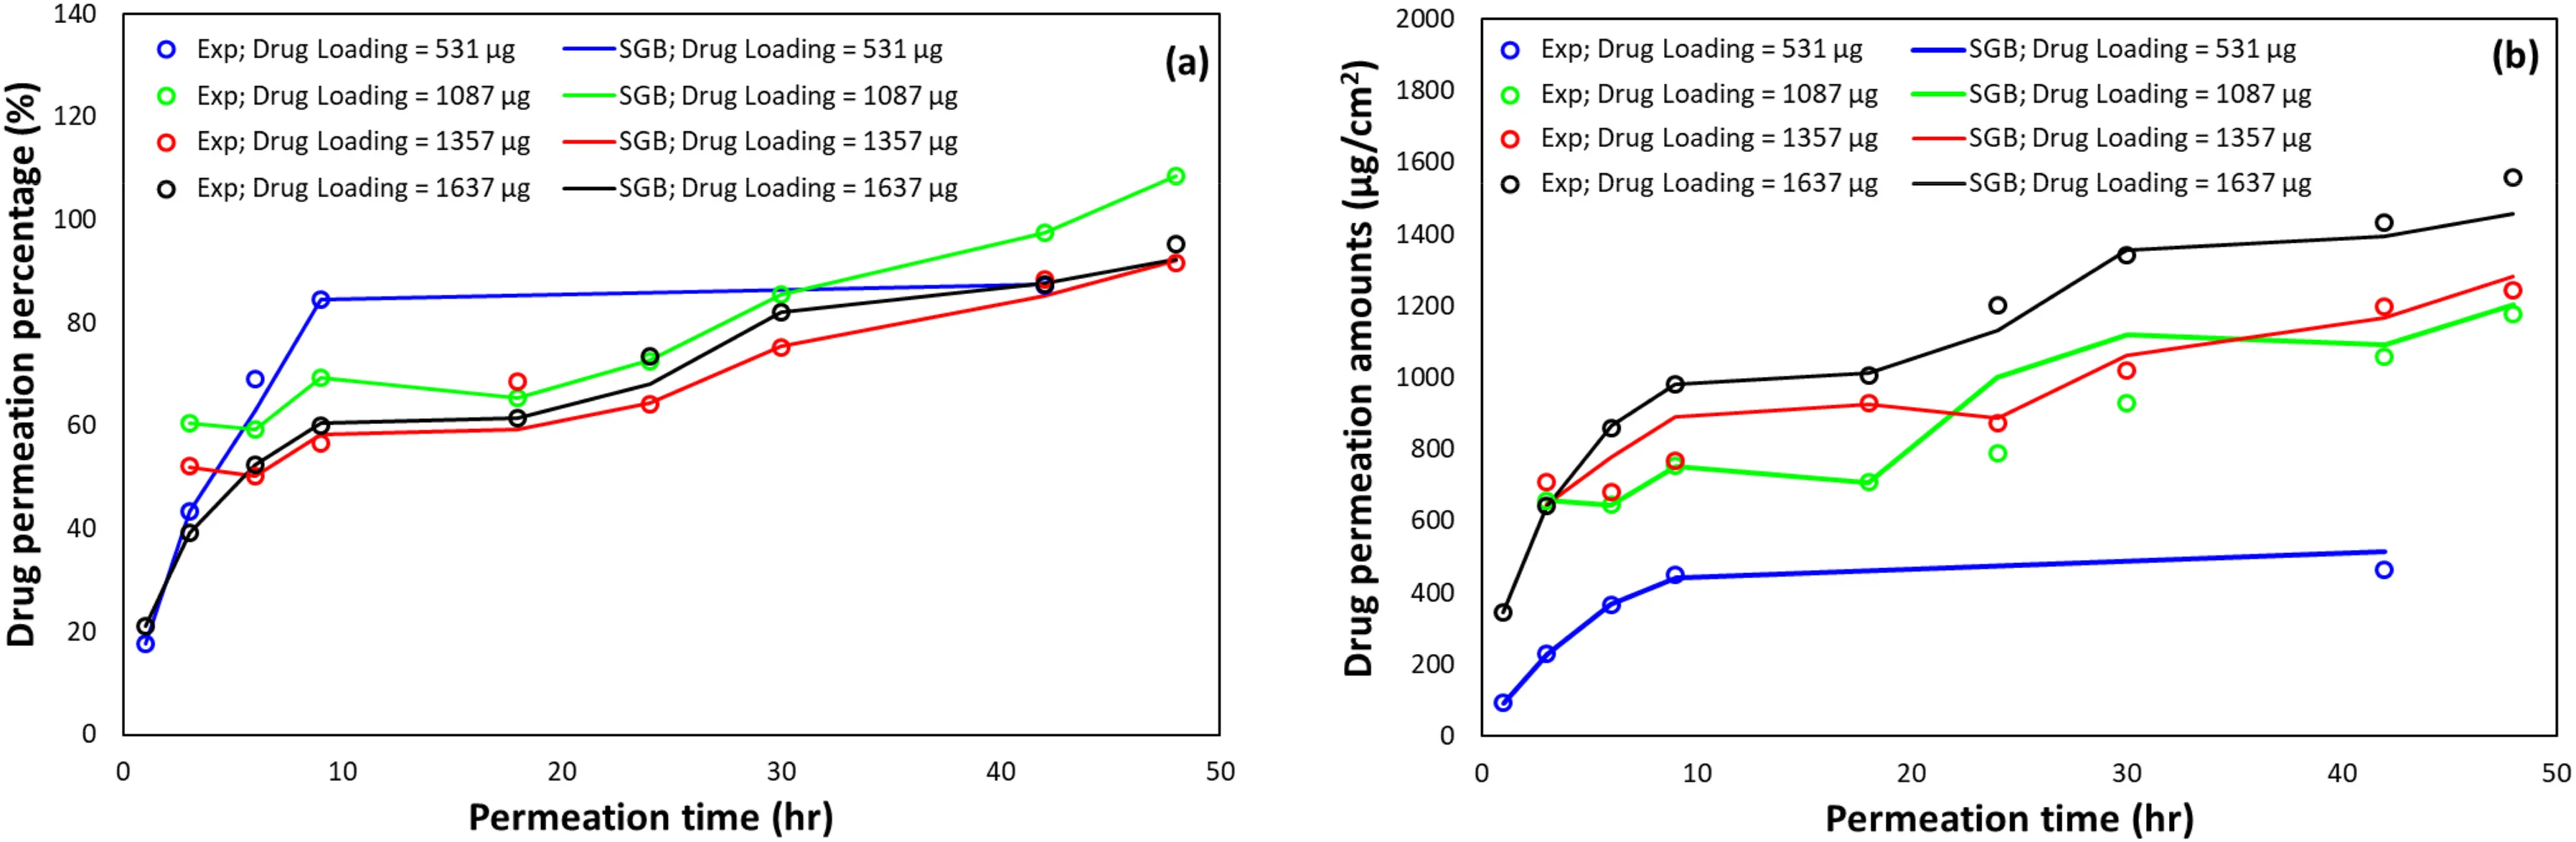 (a)
Drug permeation percentage (%)
140
120
100
80
60
40
20
0
Exp; Drug Loading = 531 µg
SGB; Drug Loading = 531 µg
Exp; Drug Loading = 1087 µg
SGB; Drug Loading = 1087 µg
Exp; Drug Loading = 1357 µg
SGB; Drug Loading = 1357 µg
Exp; Drug Loading = 1637 µg
SGB; Drug Loading = 1637 µg
0 10 20 30 40 50
Permeation time (hr)
(b)
Drug permeation amounts (µg/cm²)
2000
1800
1600
1400
1200
1000
800
600
400
200
0
Exp; Drug Loading = 531 µg
SGB; Drug Loading = 531 µg
Exp; Drug Loading = 1087 µg
SGB; Drug Loading = 1087 µg
Exp; Drug Loading = 1357 µg
SGB; Drug Loading = 1357 µg
Exp; Drug Loading = 1637 µg
SGB; Drug Loading = 1637 µg
0 10 20 30 40 50
Permeation time (hr)